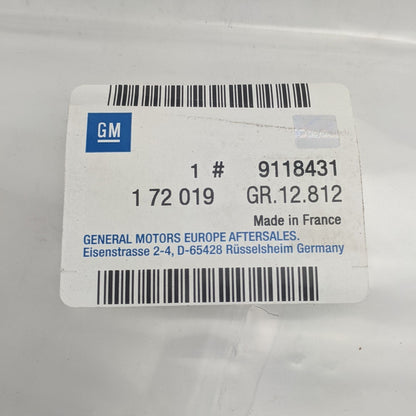 GM
1 # 9118431
1 72 019 GR.12.812
Made in France
GENERAL MOTORS EUROPE AFTERSALES.
Eisenstrasse 2-4, D-65428 Rüsselsheim Germany